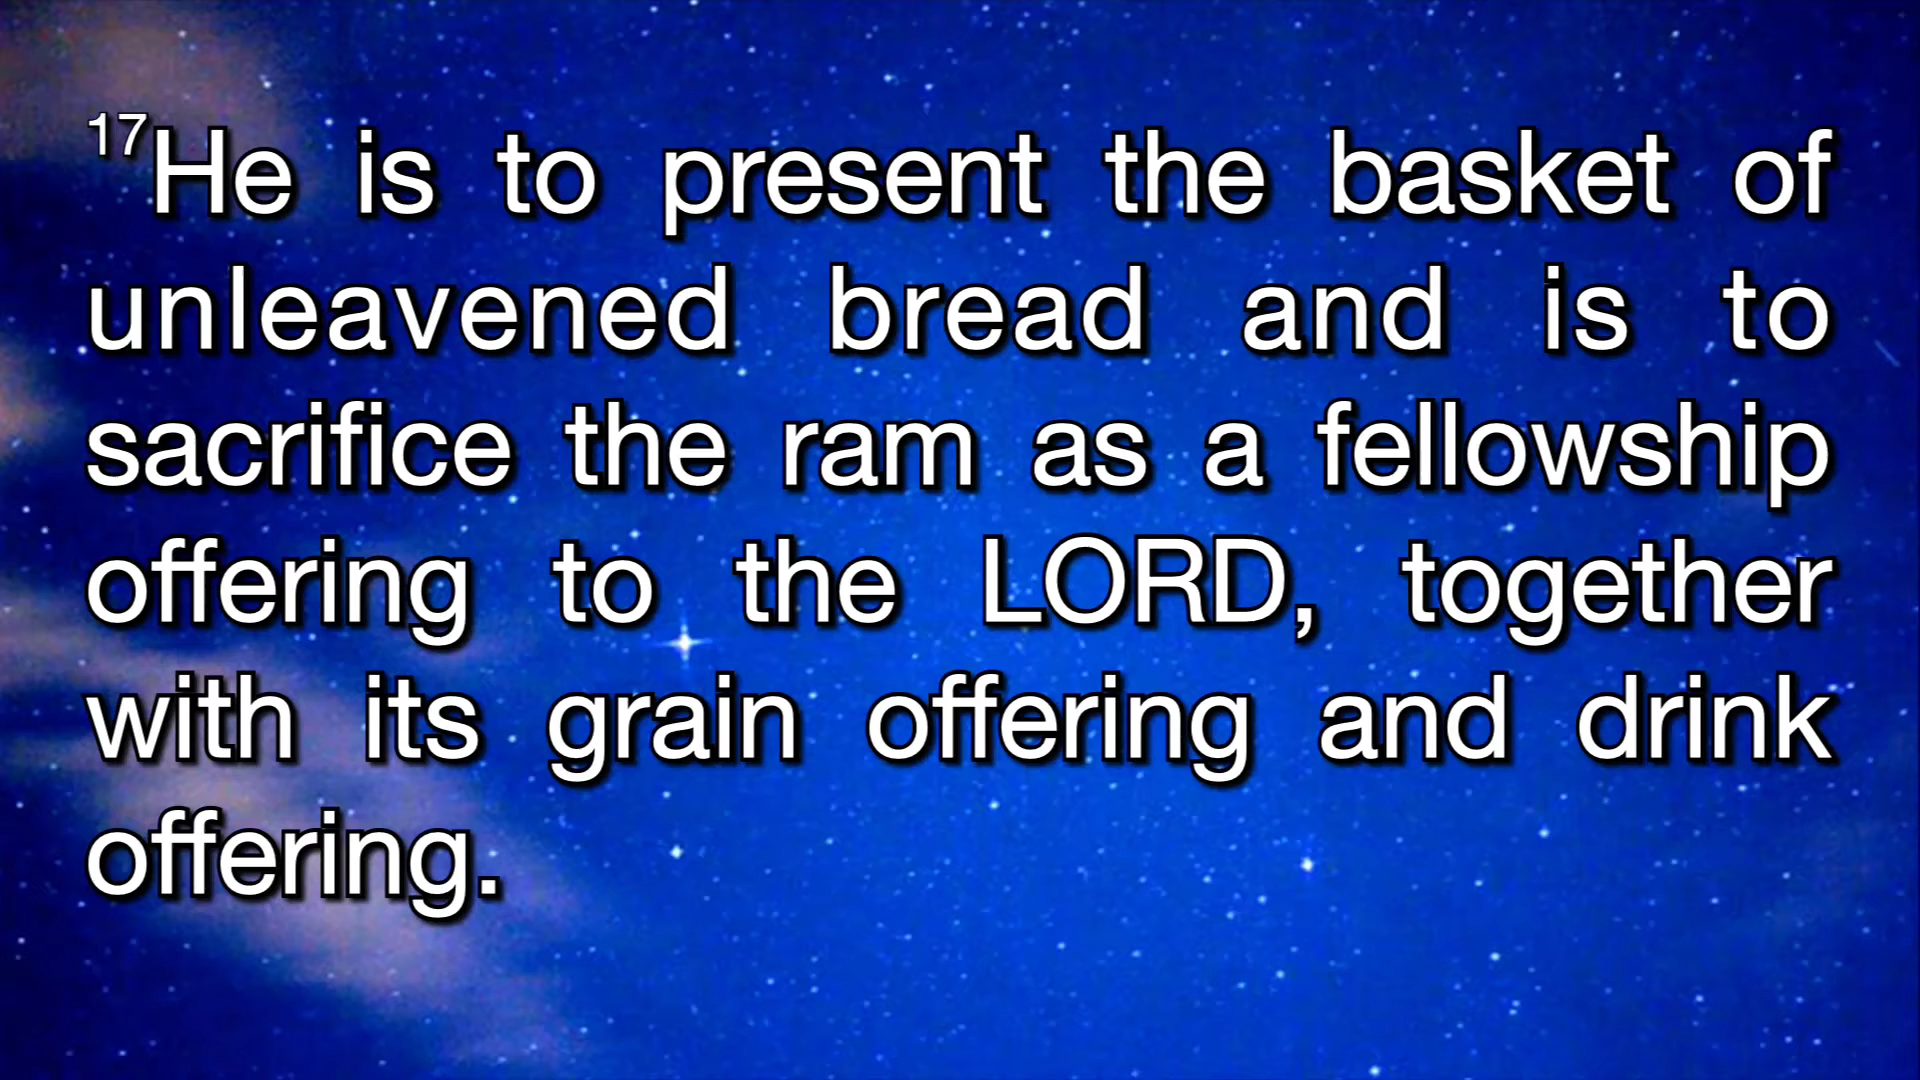 17He is to present the basket of
unleavened bread and is to
sacrifice the ram as a fellowship
offering to the LORD, together
with its grain offering and drink
offering.